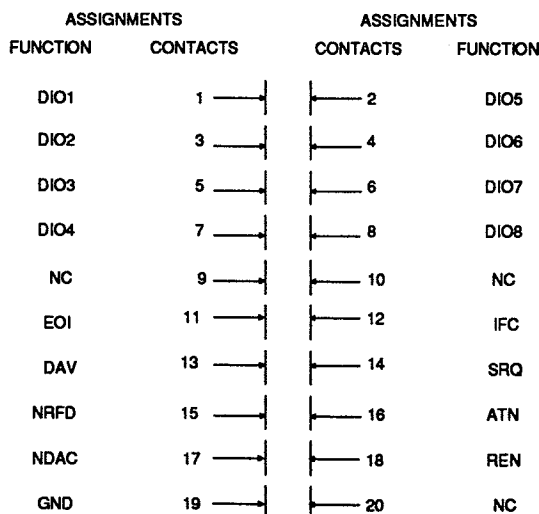 ASSIGNMENTS ASSIGNMENTS
FUNCTION CONTACTS CONTACTS FUNCTION
DIO1 1 2 DIO5
DIO2 3 4 DIO6
DIO3 5 6 DIO7
DIO4 7 8 DIO8
NC 9 10 NC
EOI 11 12 IFC
DAV 13 14 SRQ
NRFD 15 16 ATN
NDAC 17 18 REN
GND 19 20 NC